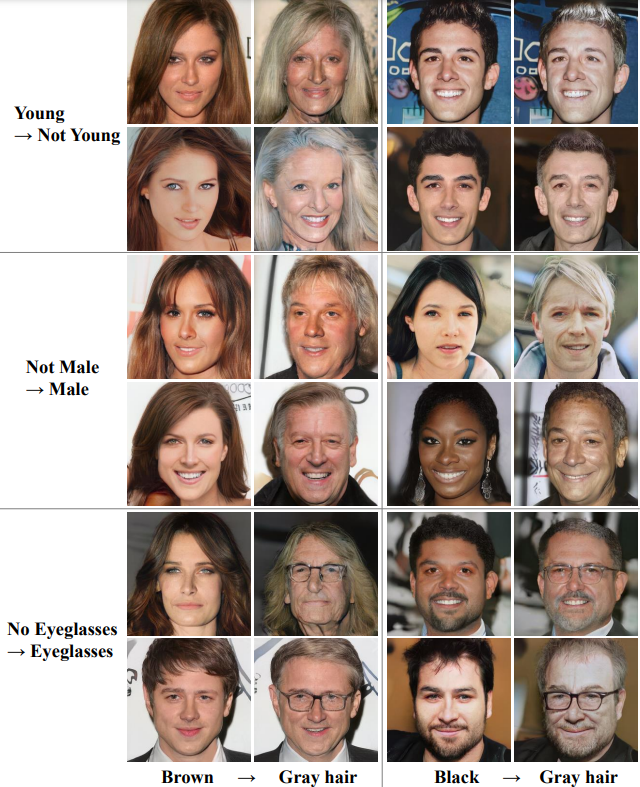 Young
→ Not Young
Not Male
→ Male
No Eyeglasses
→ Eyeglasses
Brown → Gray hair
Black → Gray hair